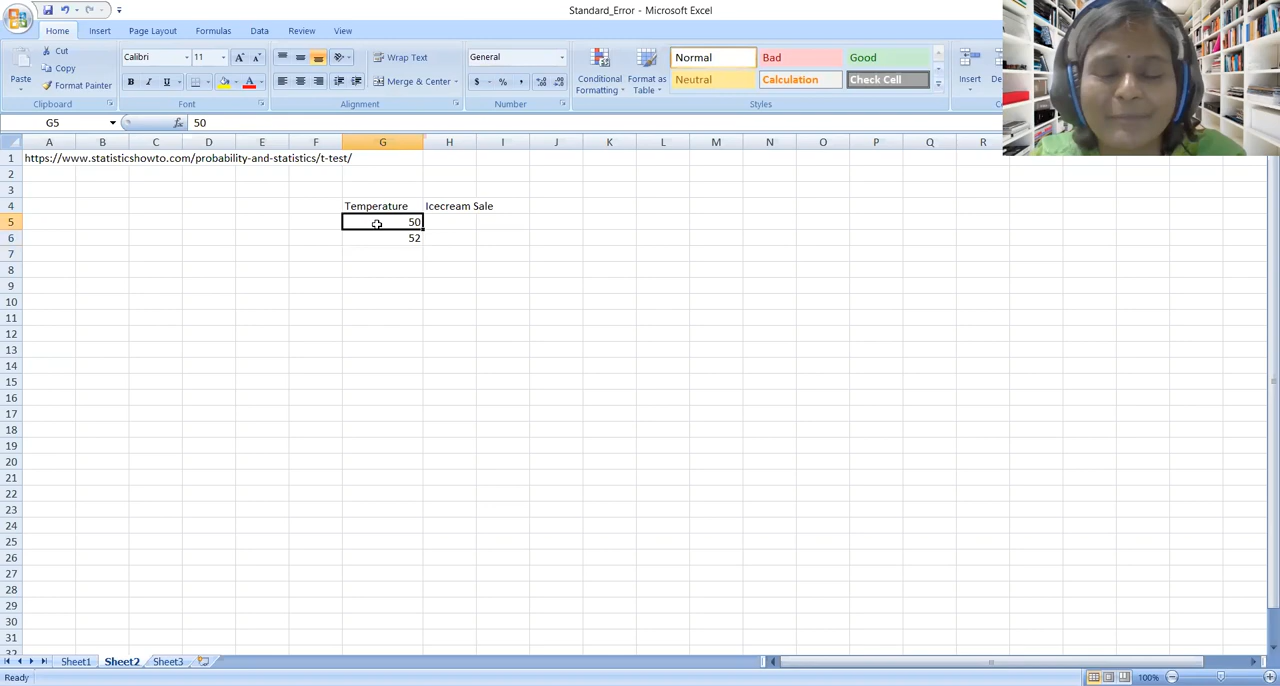 Standard_Error - Microsoft Excel
Home Insert Page Layout Formulas Data Review View
Paste
Cut
Copy
Format Painter
Clipboard
Calibri 11
B I U
Font
Wrap Text
Merge & Center
Alignment
General
$ % ,
Number
Conditional Formatting
Format as Table
Normal Bad Good
Neutral Calculation Check Cell
Styles
Insert
G5 fx 50
A B C D E F G H I J K L M N O P Q R
1 https://www.statisticshowto.com/probability-and-statistics/t-test/
2
3
4 Temperature Icecream Sale
5 50
6 52
7
8
9
10
11
12
13
14
15
16
17
18
19
20
21
22
23
24
25
26
27
28
29
30
31
32
Sheet1 Sheet2 Sheet3
Ready 100%